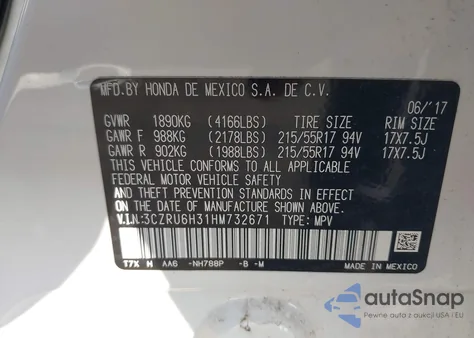 MFD.BY HONDA DE MEXICO S.A. DE C.V.
06/'17
GVWR 1890KG (4166LBS) TIRE SIZE RIM SIZE
GAWR F 988KG (2178LBS) 215/55R17 94V 17X7.5J
GAWR R 902KG (1988LBS) 215/55R17 94V 17X7.5J
THIS VEHICLE CONFORMS TO ALL APPLICABLE
FEDERAL MOTOR VEHICLE SAFETY
AND THEFT PREVENTION STANDARDS IN EFFECT
ON THE DATE OF MANUFACTURE SHOWN ABOVE.
V.I.N:3CZRU6H31HM732671 TYPE: MPV
T7X H AA6 -NH788P -B -M
MADE IN MEXICO
autoSnap
Pewne auta z aukcji USA i EU